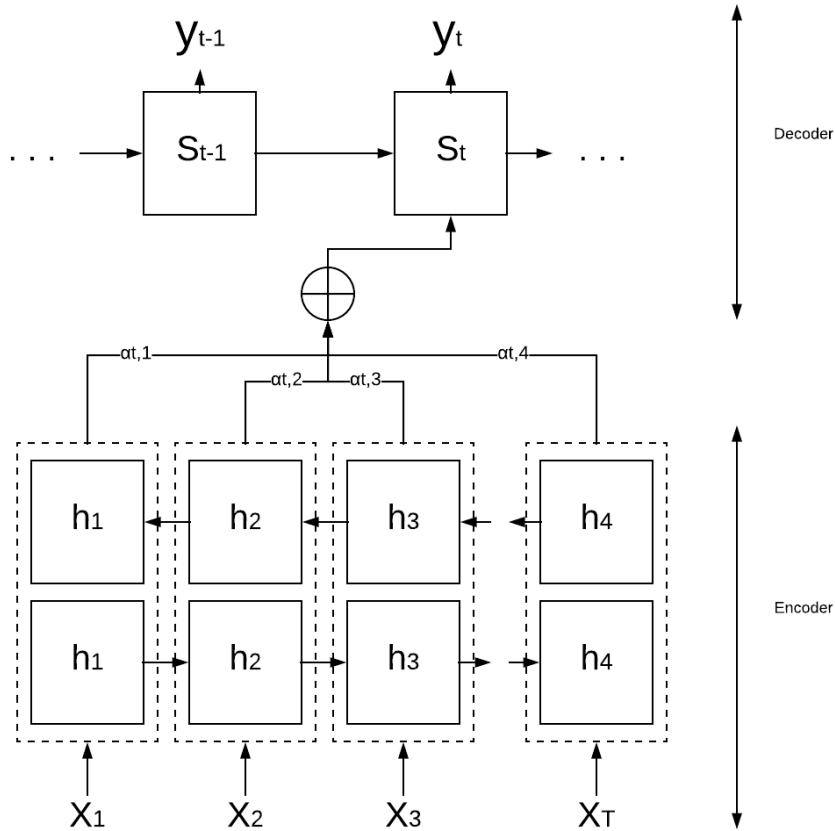 yt-1 yt
Decoder
. . . St-1 St . . .
αt,1 αt,4
αt,2 αt,3
h1 h2 h3 h4
Encoder
h1 h2 h3 h4
X1 X2 X3 XT